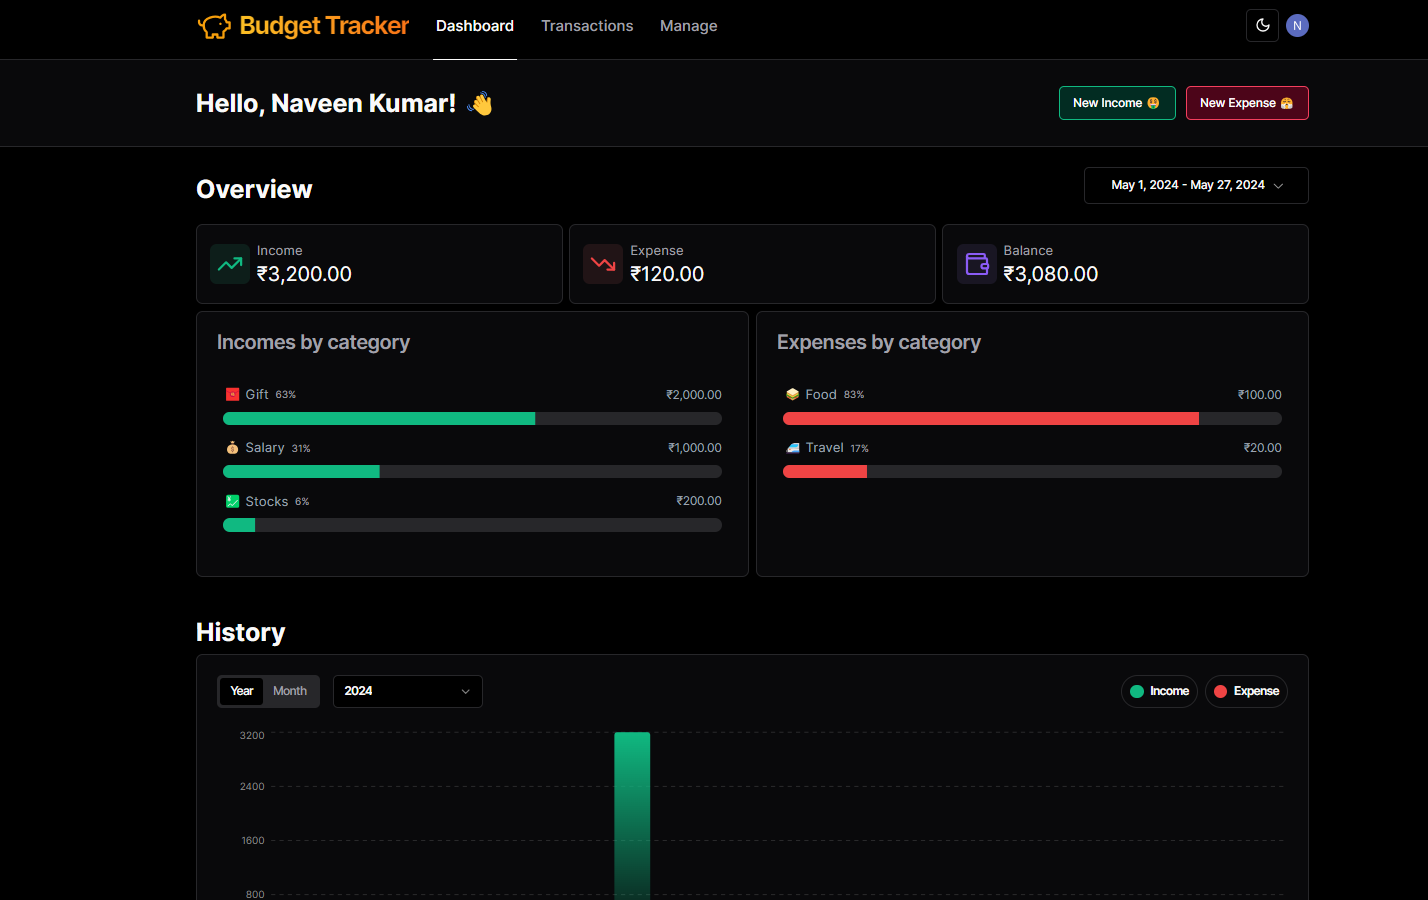 Budget Tracker Dashboard Transactions Manage N
Hello, Naveen Kumar! 👋 New Income 🤑 New Expense 😤
Overview May 1, 2024 - May 27, 2024
Income Expense Balance
₹3,200.00 ₹120.00 ₹3,080.00
Incomes by category Expenses by category
Gift 63% ₹2,000.00 Food 83% ₹100.00
Salary 31% ₹1,000.00 Travel 17% ₹20.00
Stocks 6% ₹200.00
History
Year Month 2024 Income Expense
3200
2400
1600
800